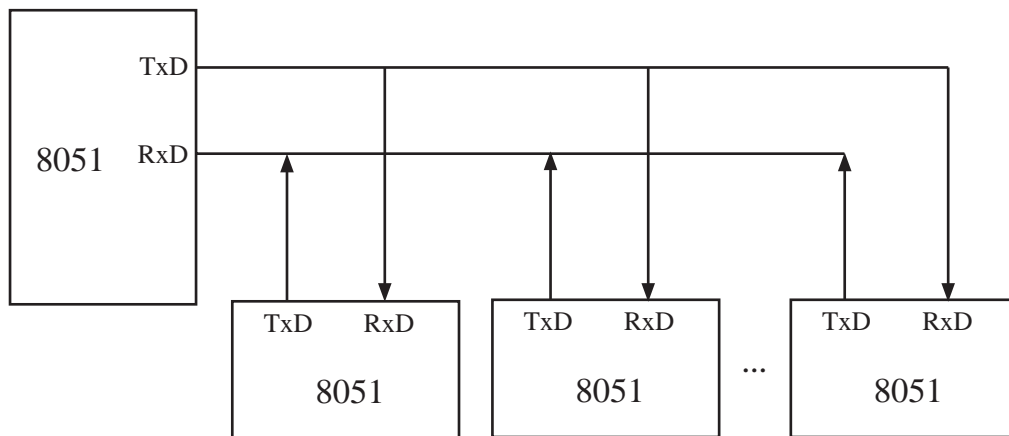 TxD
8051 RxD
TxD RxD TxD RxD TxD RxD
8051 8051 ... 8051